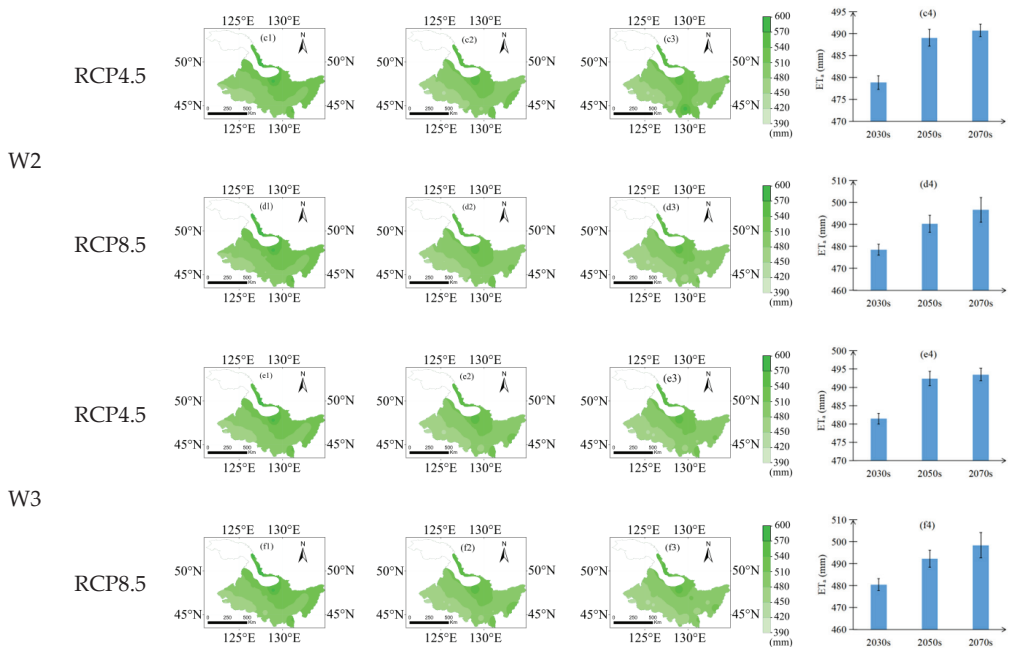 125°E 130°E 125°E 130°E 125°E 130°E
(c1) N (c2) N (c3) N
RCP4.5
50°N 50°N 50°N 50°N
45°N 45°N 45°N 45°N
0 250 500 Km 0 250 500 Km 0 250 500 Km
125°E 130°E 125°E 130°E 125°E 130°E
600
570
540
510
480
450
420
390
(mm)
(c4)
ETa (mm)
495
490
485
480
475
470
2030s 2050s 2070s
W2
125°E 130°E 125°E 130°E 125°E 130°E
(d1) N (d2) N (d3) N
RCP8.5
50°N 50°N 50°N 50°N
45°N 45°N 45°N 45°N
0 250 500 Km 0 250 500 Km 0 250 500 Km
125°E 130°E 125°E 130°E 125°E 130°E
600
570
540
510
480
450
420
390
(mm)
(d4)
ETa (mm)
510
500
490
480
470
460
2030s 2050s 2070s
125°E 130°E 125°E 130°E 125°E 130°E
(e1) N (e2) N (e3) N
RCP4.5
50°N 50°N 50°N 50°N
45°N 45°N 45°N 45°N
0 250 500 Km 0 250 500 Km 0 250 500 Km
125°E 130°E 125°E 130°E 125°E 130°E
600
570
540
510
480
450
420
390
(mm)
(e4)
ETa (mm)
500
495
490
485
480
475
470
2030s 2050s 2070s
W3
125°E 130°E 125°E 130°E 125°E 130°E
(f1) N (f2) N (f3) N
RCP8.5
50°N 50°N 50°N 50°N
45°N 45°N 45°N 45°N
0 250 500 Km 0 250 500 Km 0 250 500 Km
125°E 130°E 125°E 130°E 125°E 130°E
600
570
540
510
480
450
420
390
(mm)
(f4)
ETa (mm)
510
500
490
480
470
460
2030s 2050s 2070s